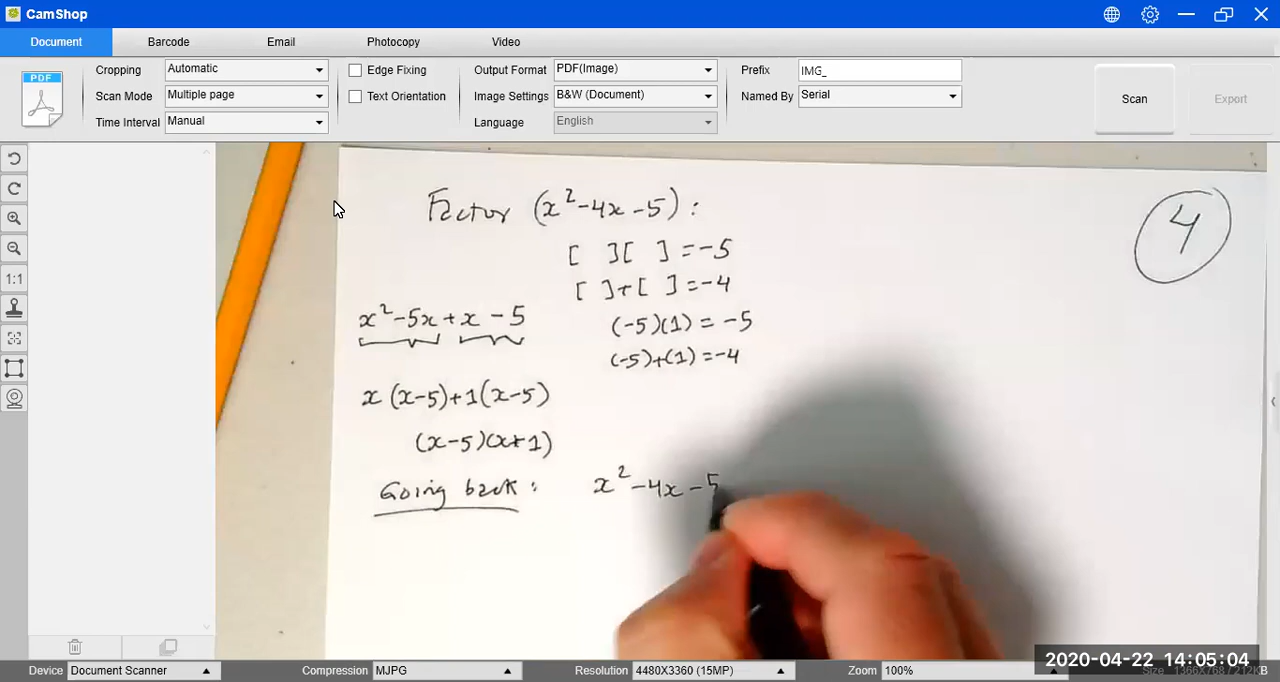 CamShop
Document Barcode Email Photocopy Video
Cropping Automatic Edge Fixing Output Format PDF(Image) Prefix IMG_
PDF Scan Mode Multiple page Text Orientation Image Settings B&W (Document) Named By Serial Scan Export
Time Interval Manual Language English
1:1
Factor (x²-4x-5):
4
[ ][ ] = -5
[ ]+[ ] = -4
x²-5x+x-5
(-5)(1) = -5
(-5)+(1) = -4
x(x-5)+1(x-5)
(x-5)(x+1)
Going back: x²-4x-5
2020-04-22 14:05:04
Device Document Scanner Compression MJPG Resolution 4480X3360 (15MP) Zoom 100%